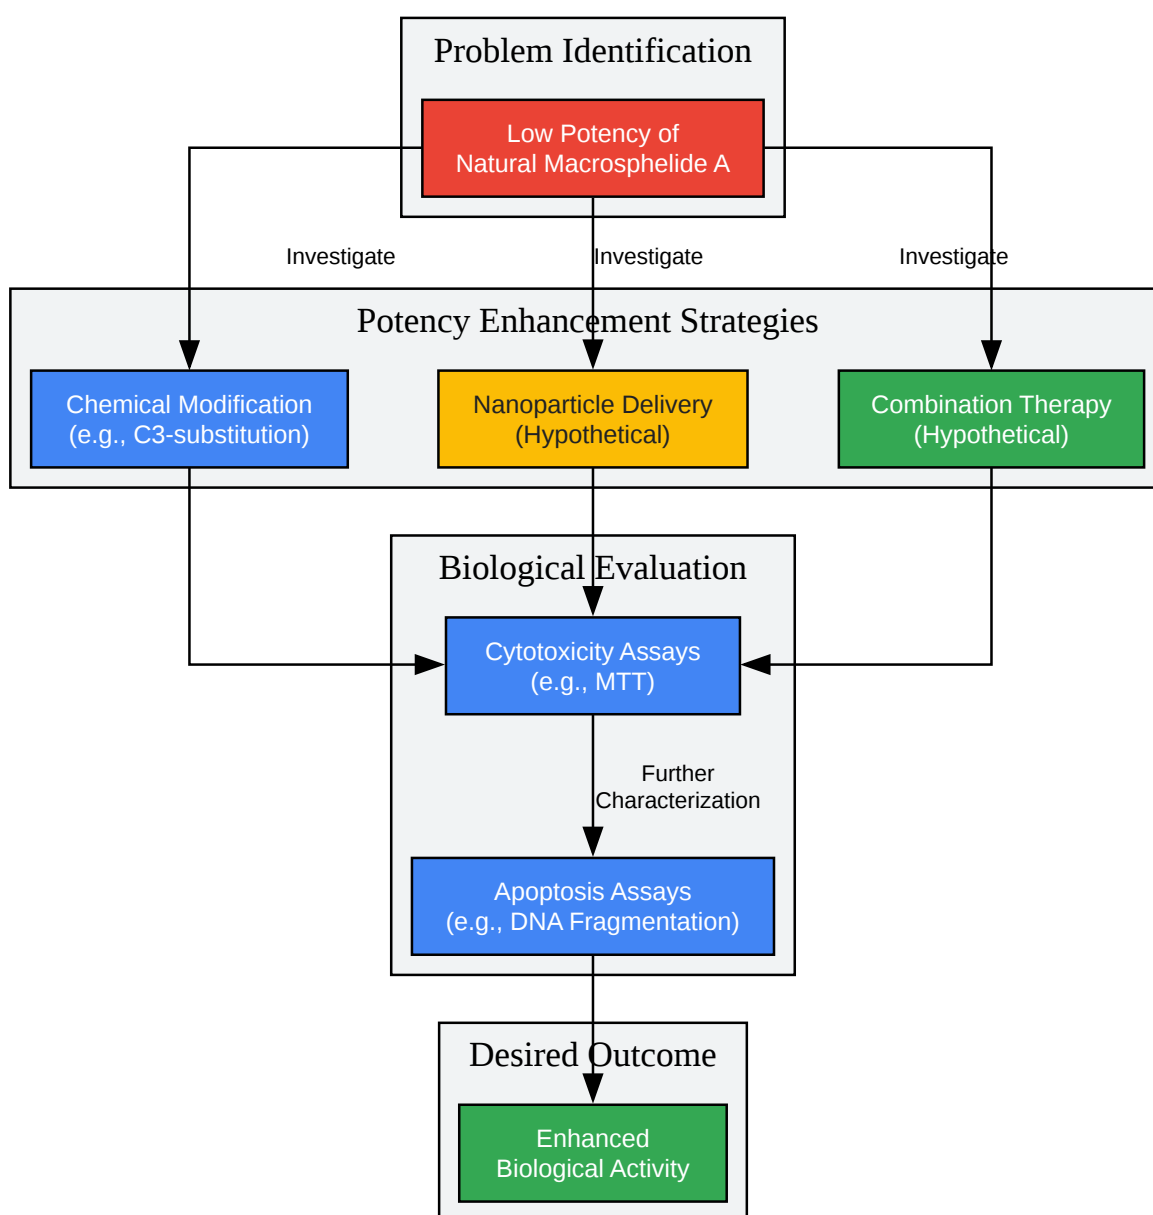 Problem Identification
Low Potency of
Natural Macrosphelide A
Investigate
Investigate
Investigate
Potency Enhancement Strategies
Chemical Modification
(e.g., C3-substitution)
Nanoparticle Delivery
(Hypothetical)
Combination Therapy
(Hypothetical)
Biological Evaluation
Cytotoxicity Assays
(e.g., MTT)
Further
Characterization
Apoptosis Assays
(e.g., DNA Fragmentation)
Desired Outcome
Enhanced
Biological Activity